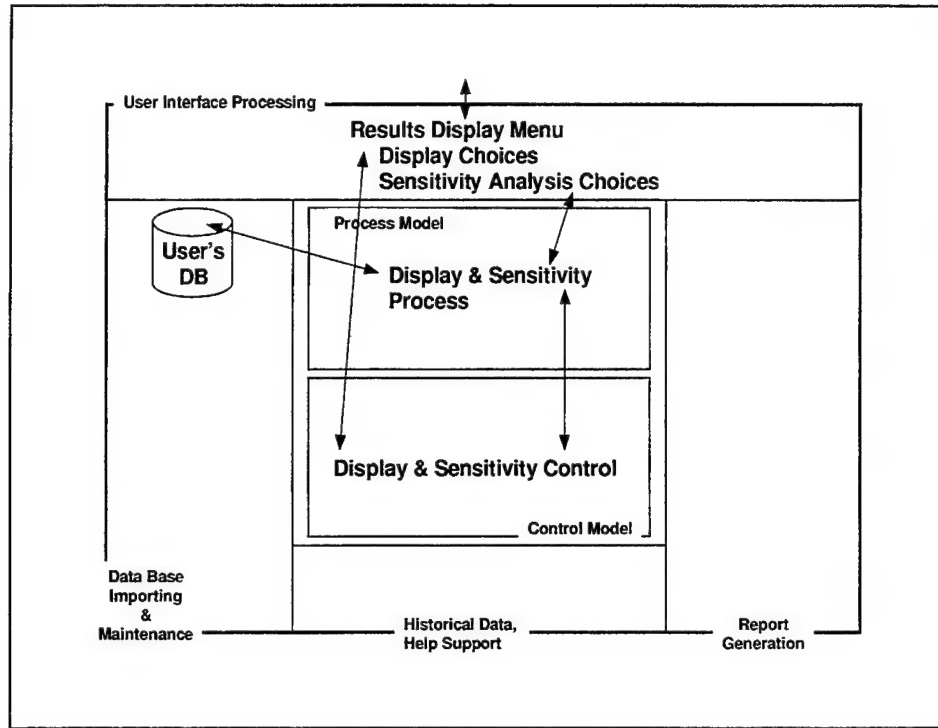 User Interface Processing
Results Display Menu
Display Choices
Sensitivity Analysis Choices
User's
DB
Process Model
Display & Sensitivity
Process
Display & Sensitivity Control
Control Model
Data Base
Importing
&
Maintenance
Historical Data,
Help Support
Report
Generation